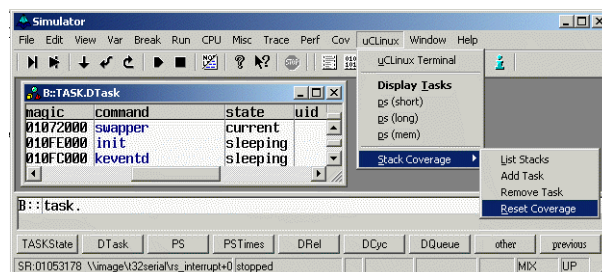 Simulator
File Edit View Var Break Run CPU Misc Trace Perf Cov uCLinux Window Help
uCLinux Terminal
Display Tasks
ps (short)
ps (long)
ps (mem)
Stack Coverage
List Stacks
Add Task
Remove Task
Reset Coverage
B::TASK.DTask
magic command state uid
01072000 swapper current
010FE000 init sleeping
010FC000 keventd sleeping
B::task.
TASKState DTask PS PSTimes DRel DCyc DQueue other previous
SR:01053178 \\image\t32serial\rs_interrupt+0 stopped MIX UP